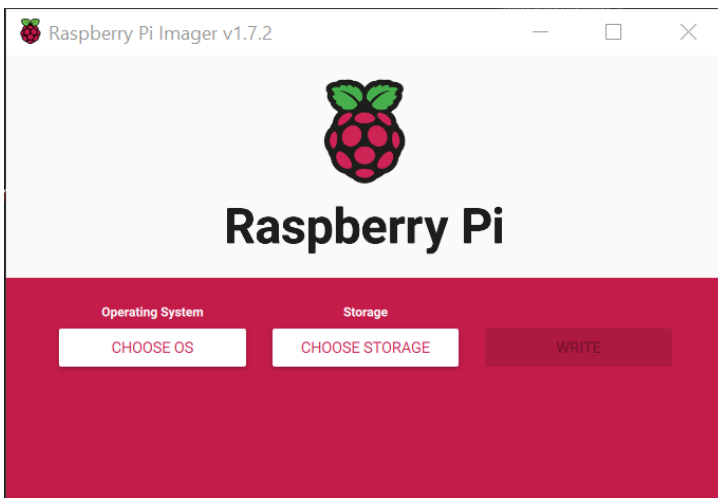 Raspberry Pi Imager v1.7.2
Raspberry Pi
Operating System
Storage
CHOOSE OS
CHOOSE STORAGE
WRITE